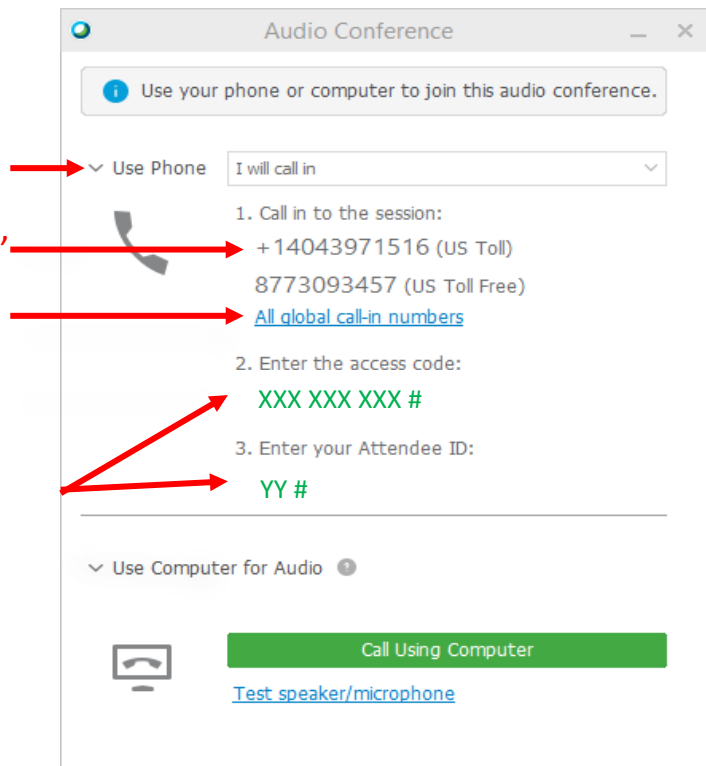 Audio Conference
Use your phone or computer to join this audio conference.
Use Phone I will call in
1. Call in to the session:
+14043971516 (US Toll)
8773093457 (US Toll Free)
All global call-in numbers
2. Enter the access code:
XXX XXX XXX #
3. Enter your Attendee ID:
YY #
Use Computer for Audio
Call Using Computer
Test speaker/microphone